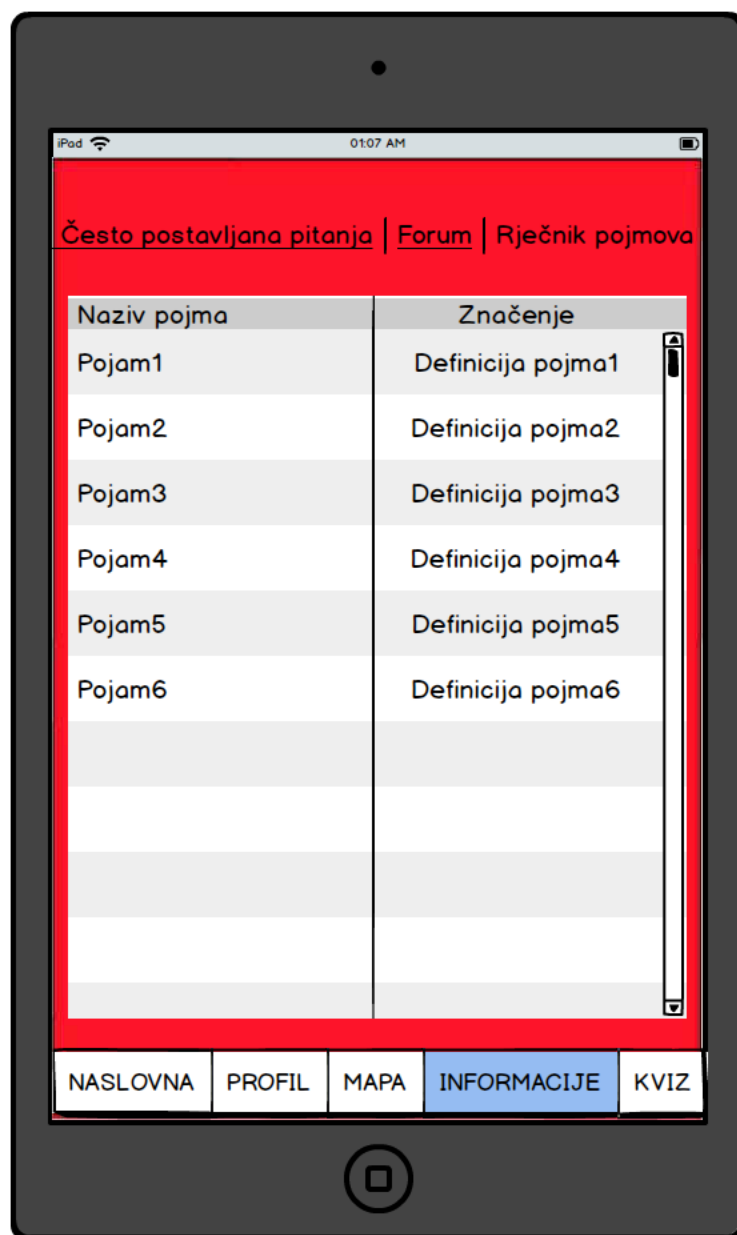 iPad 01:07 AM
Često postavljana pitanja | Forum | Rječnik pojmova
Naziv pojma Značenje
Pojam1 Definicija pojma1
Pojam2 Definicija pojma2
Pojam3 Definicija pojma3
Pojam4 Definicija pojma4
Pojam5 Definicija pojma5
Pojam6 Definicija pojma6
NASLOVNA PROFIL MAPA INFORMACIJE KVIZ